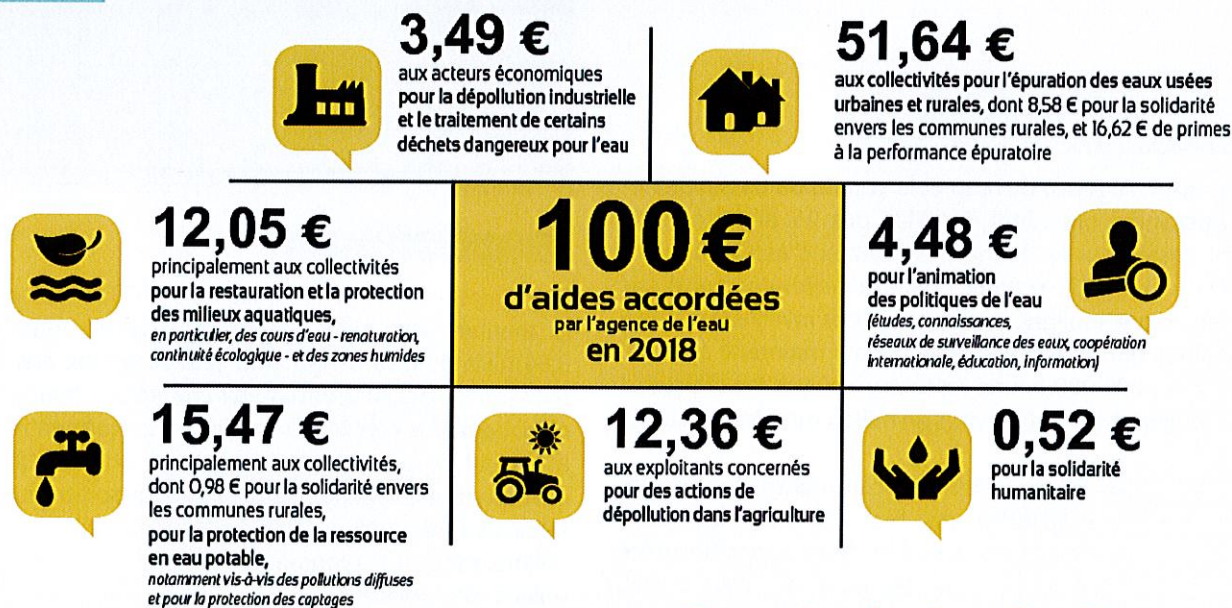 3,49 €
aux acteurs économiques
pour la dépollution industrielle
et le traitement de certains
déchets dangereux pour l'eau
51,64 €
aux collectivités pour l'épuration des eaux usées
urbaines et rurales, dont 8,58 € pour la solidarité
envers les communes rurales, et 16,62 € de primes
à la performance épuratoire
12,05 €
principalement aux collectivités
pour la restauration et la protection
des milieux aquatiques,
en particulier, des cours d'eau - renaturation,
continuité écologique - et des zones humides
100 €
d'aides accordées
par l'agence de l'eau
en 2018
4,48 €
pour l'animation
des politiques de l'eau
(études, connaissances,
réseaux de surveillance des eaux, coopération
internationale, éducation, information)
15,47 €
principalement aux collectivités,
dont 0,98 € pour la solidarité envers
les communes rurales,
pour la protection de la ressource
en eau potable,
notamment vis-à-vis des pollutions diffuses
et pour la protection des captages
12,36 €
aux exploitants concernés
pour des actions de
dépollution dans l'agriculture
0,52 €
pour la solidarité
humanitaire